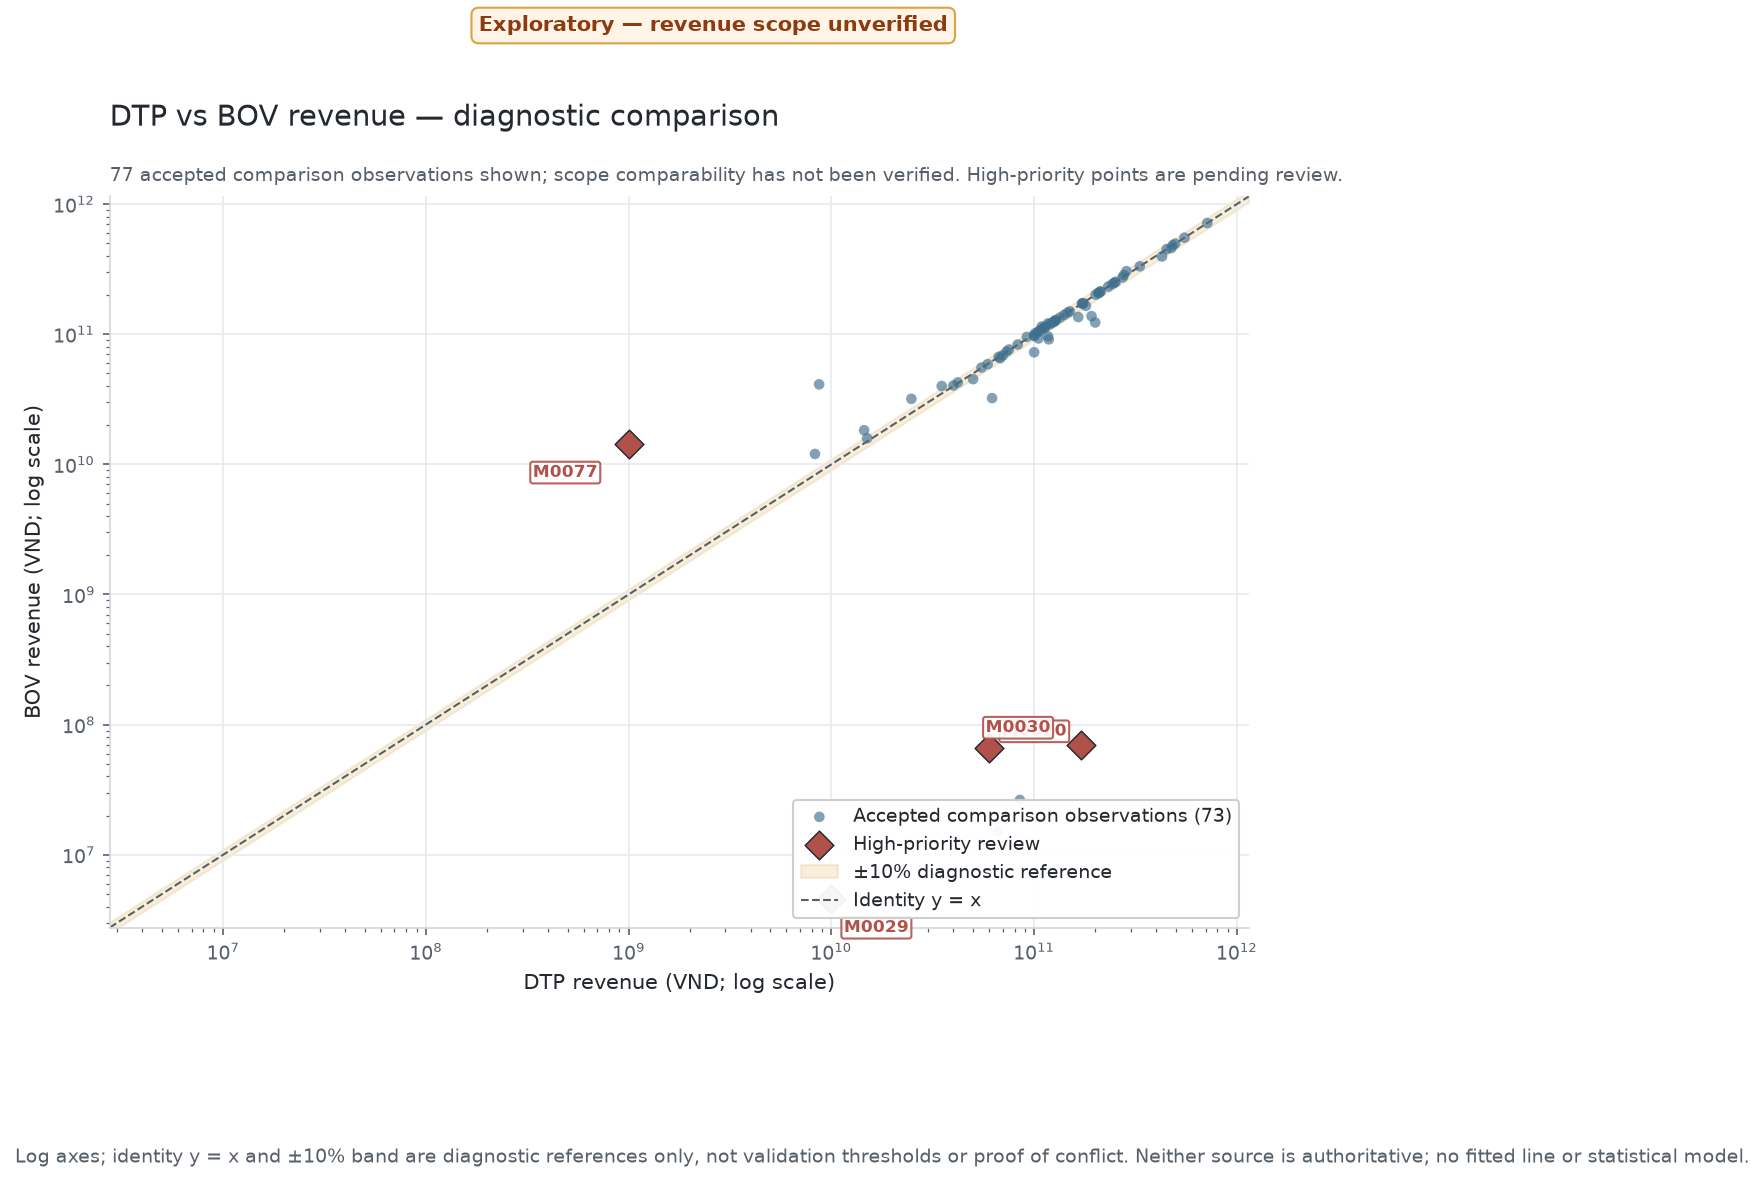 Exploratory — revenue scope unverified
DTP vs BOV revenue — diagnostic comparison
77 accepted comparison observations shown; scope comparability has not been verified. High-priority points are pending review.
BOV revenue (VND; log scale)
10¹²
10¹¹
10¹⁰
10⁹
10⁸
10⁷
M0077
M0030
0
Accepted comparison observations (73)
High-priority review
±10% diagnostic reference
Identity y = x
M0029
10⁷ 10⁸ 10⁹ 10¹⁰ 10¹¹ 10¹²
DTP revenue (VND; log scale)
Log axes; identity y = x and ±10% band are diagnostic references only, not validation thresholds or proof of conflict. Neither source is authoritative; no fitted line or statistical model.